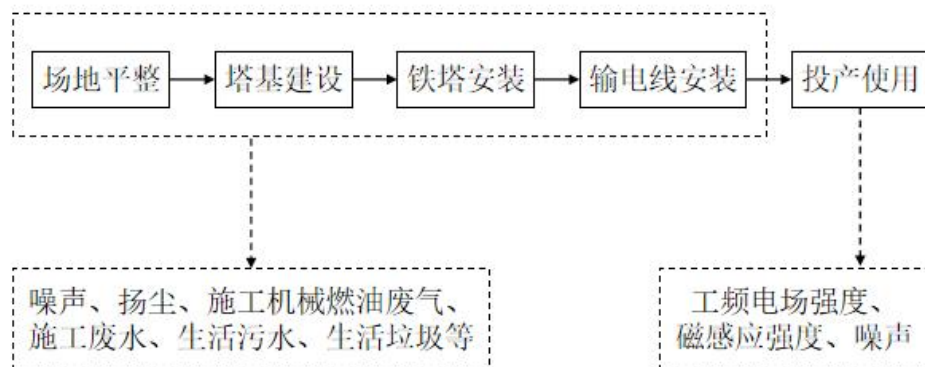 场地平整
塔基建设
铁塔安装
输电线安装
投产使用
噪声、扬尘、施工机械燃油废气、
施工废水、生活污水、生活垃圾等
工频电场强度、
磁感应强度、噪声